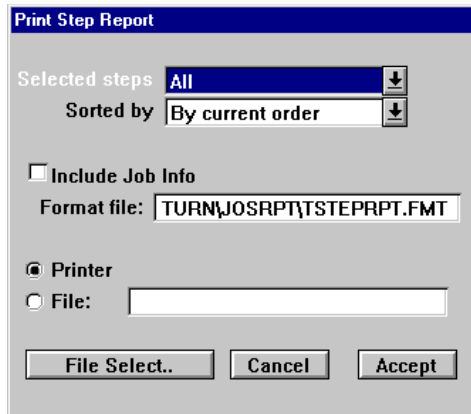 Print Step Report
Selected steps All
Sorted by By current order
Include Job Info
Format file: TURN\JOSRPT\TSTEPRPT.FMT
Printer
File:
File Select.. Cancel Accept